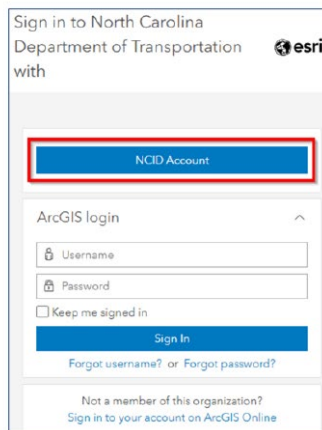 Sign in to North Carolina
Department of Transportation
with
esri
NCID Account
ArcGIS login
Username
Password
Keep me signed in
Sign In
Forgot username? or Forgot password?
Not a member of this organization?
Sign in to your account on ArcGIS Online